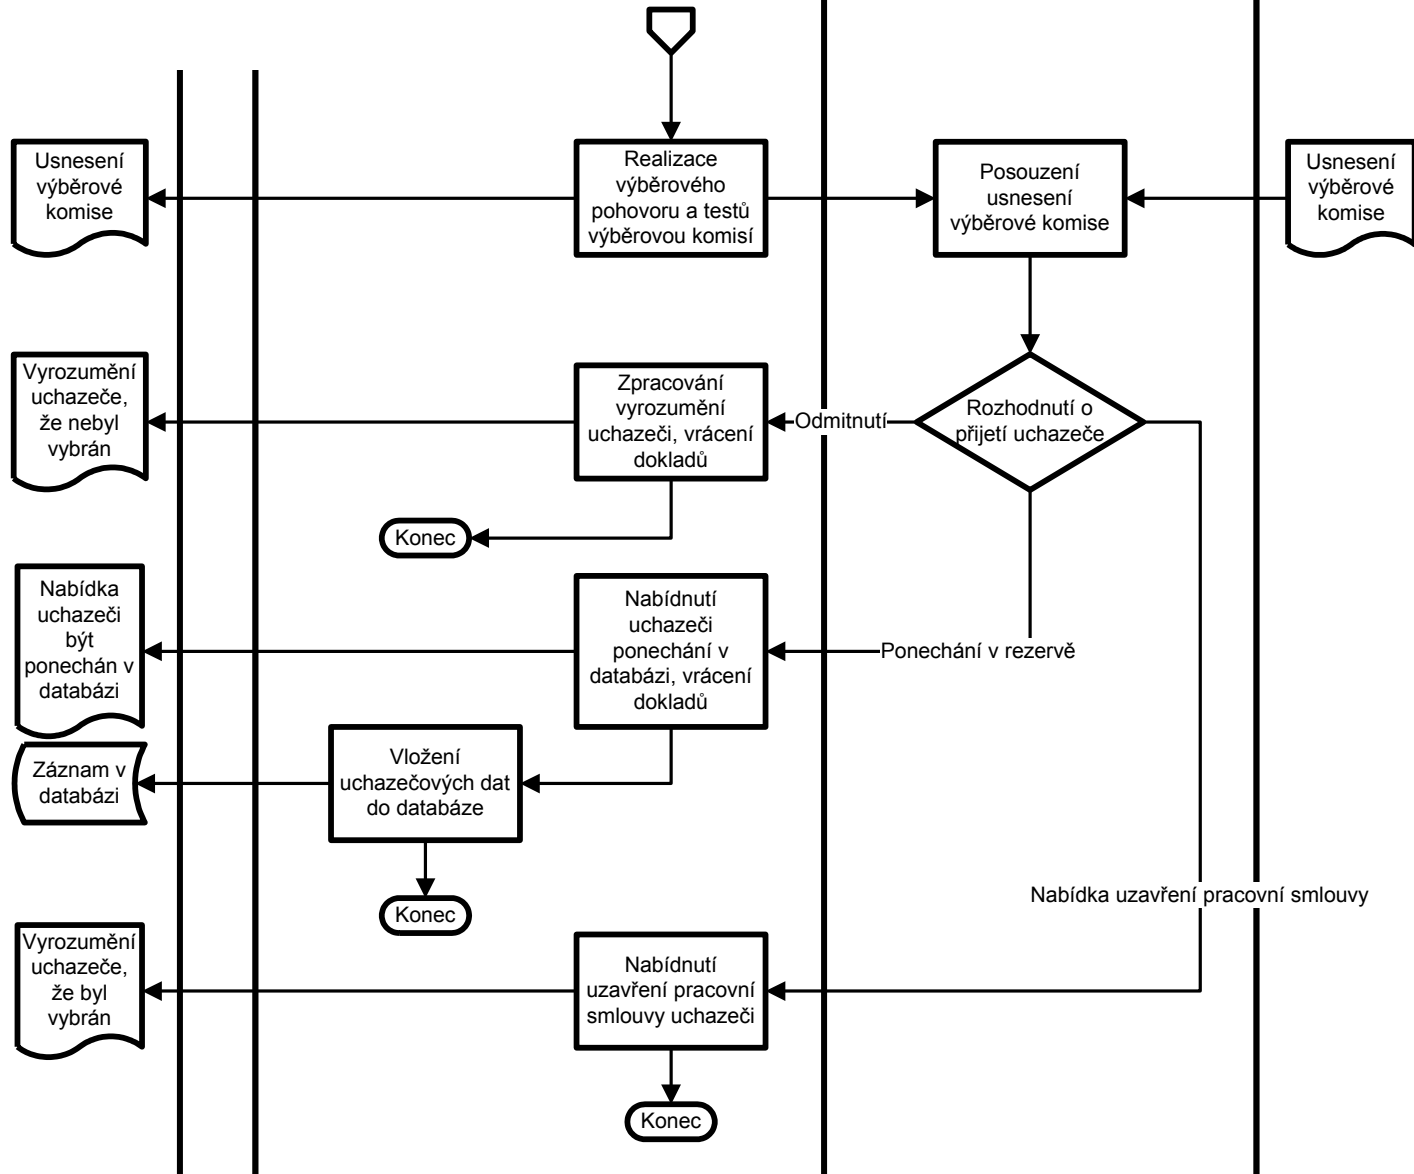 Usnesení
výběrové
komise
Realizace
výběrového
pohovoru a testů
výběrovou komisí
Posouzení
usnesení
výběrové komise
Usnesení
výběrové
komise
Vyrozumění
uchazeče,
že nebyl
vybrán
Zpracování
vyrozumění
uchazeči, vrácení
dokladů
Odmitnutí
Rozhodnutí o
přijetí uchazeče
Konec
Nabídka
uchazeči
být
ponechán v
databázi
Nabídnutí
uchazeči
ponechání v
databázi, vrácení
dokladů
Ponechání v rezervě
Záznam v
databázi
Vložení
uchazečových dat
do databáze
Konec
Nabídka uzavření pracovní smlouvy
Vyrozumění
uchazeče,
že byl
vybrán
Nabídnutí
uzavření pracovní
smlouvy uchazeči
Konec